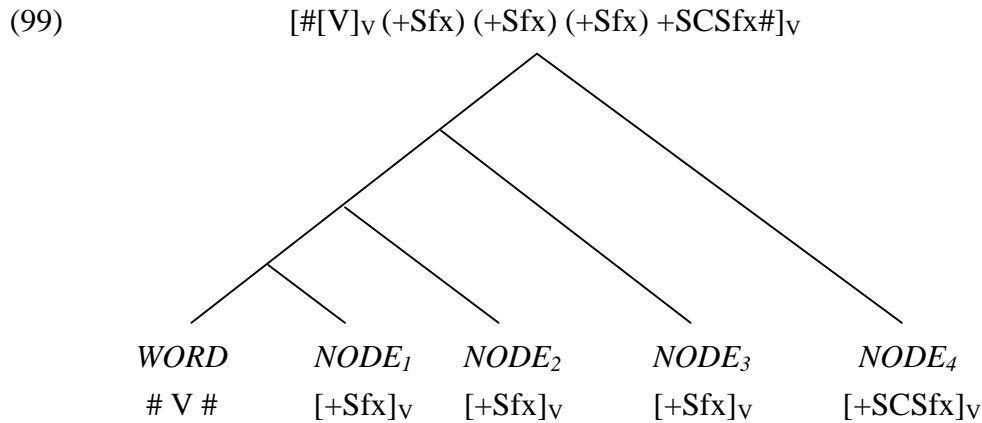 (99) [#[V]V (+Sfx) (+Sfx) (+Sfx) +SCSfx#]V
WORD NODE1 NODE2 NODE3 NODE4
# V # [+Sfx]V [+Sfx]V [+Sfx]V [+SCSfx]V